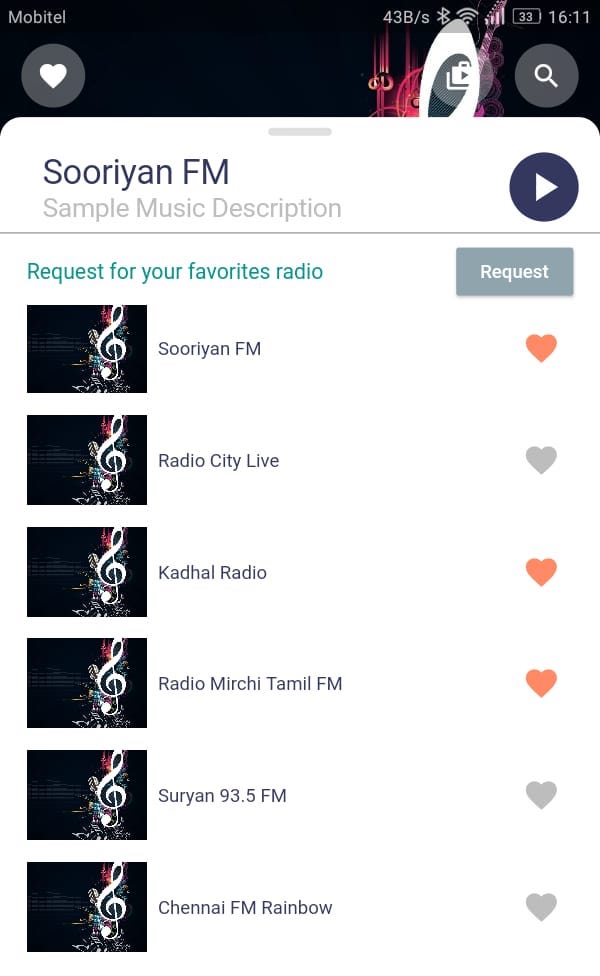 Mobitel 43B/s 33 16:11
Sooriyan FM
Sample Music Description
Request for your favorites radio Request
Sooriyan FM
Radio City Live
Kadhal Radio
Radio Mirchi Tamil FM
Suryan 93.5 FM
Chennai FM Rainbow